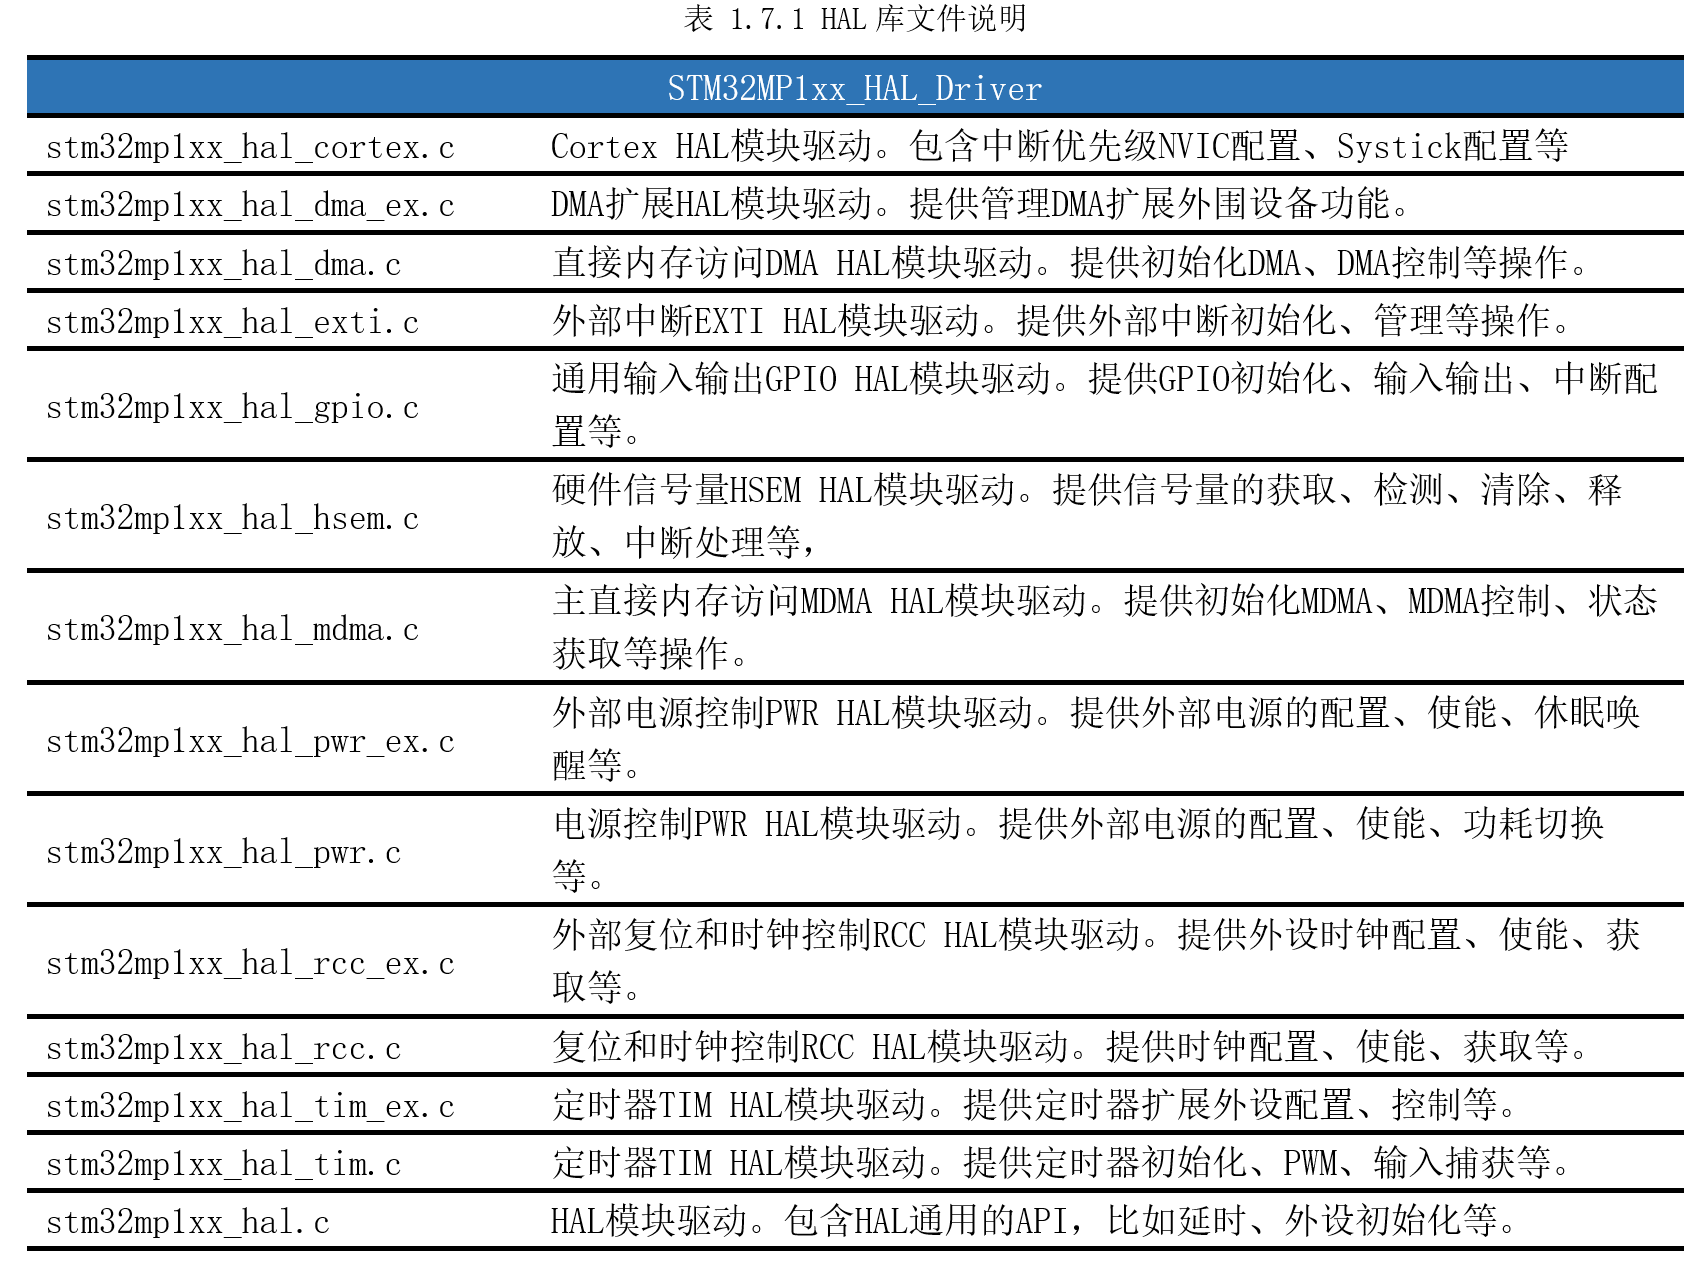 表 1.7.1 HAL 库文件说明
STM32MP1xx_HAL_Driver
stm32mp1xx_hal_cortex.c
Cortex HAL模块驱动。包含中断优先级NVIC配置、Systick配置等
stm32mp1xx_hal_dma_ex.c
DMA扩展HAL模块驱动。提供管理DMA扩展外围设备功能。
stm32mp1xx_hal_dma.c
直接内存访问DMA HAL模块驱动。提供初始化DMA、DMA控制等操作。
stm32mp1xx_hal_exti.c
外部中断EXTI HAL模块驱动。提供外部中断初始化、管理等操作。
stm32mp1xx_hal_gpio.c
通用输入输出GPIO HAL模块驱动。提供GPIO初始化、输入输出、中断配
置等。
stm32mp1xx_hal_hsem.c
硬件信号量HSEM HAL模块驱动。提供信号量的获取、检测、清除、释
放、中断处理等，
stm32mp1xx_hal_mdma.c
主直接内存访问MDMA HAL模块驱动。提供初始化MDMA、MDMA控制、状态
获取等操作。
stm32mp1xx_hal_pwr_ex.c
外部电源控制PWR HAL模块驱动。提供外部电源的配置、使能、休眠唤
醒等。
stm32mp1xx_hal_pwr.c
电源控制PWR HAL模块驱动。提供外部电源的配置、使能、功耗切换
等。
stm32mp1xx_hal_rcc_ex.c
外部复位和时钟控制RCC HAL模块驱动。提供外设时钟配置、使能、获
取等。
stm32mp1xx_hal_rcc.c
复位和时钟控制RCC HAL模块驱动。提供时钟配置、使能、获取等。
stm32mp1xx_hal_tim_ex.c
定时器TIM HAL模块驱动。提供定时器扩展外设配置、控制等。
stm32mp1xx_hal_tim.c
定时器TIM HAL模块驱动。提供定时器初始化、PWM、输入捕获等。
stm32mp1xx_hal.c
HAL模块驱动。包含HAL通用的API，比如延时、外设初始化等。